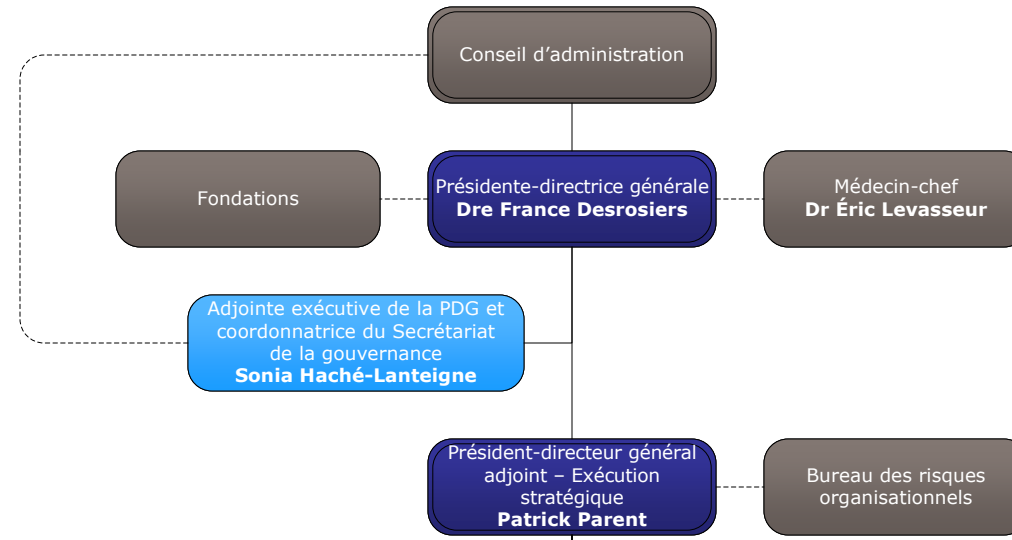 Conseil d’administration
Fondations
Présidente-directrice générale
Dre France Desrosiers
Médecin-chef
Dr Éric Levasseur
Adjointe exécutive de la PDG et
coordonnatrice du Secrétariat
de la gouvernance
Sonia Haché-Lanteigne
Président-directeur général
adjoint – Exécution
stratégique
Patrick Parent
Bureau des risques
organisationnels